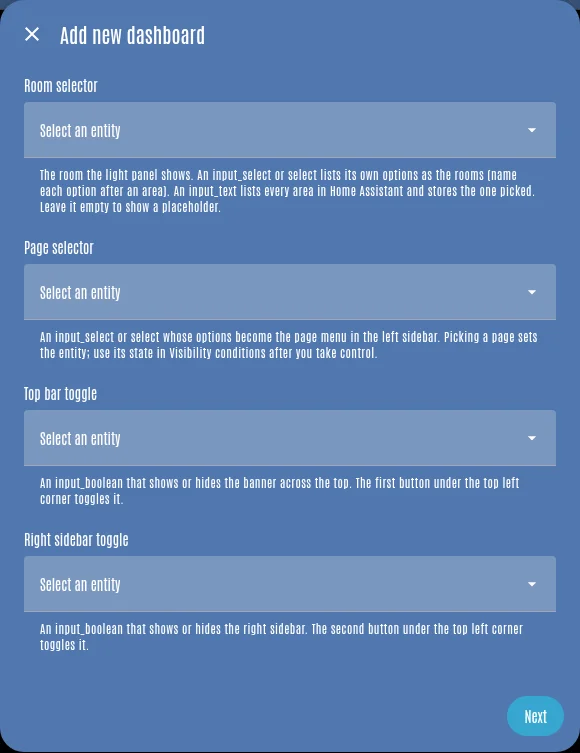 Add new dashboard
Room selector
Select an entity
The room the light panel shows. An input_select or select lists its own options as the rooms (name
each option after an area). An input_text lists every area in Home Assistant and stores the one picked.
Leave it empty to show a placeholder.
Page selector
Select an entity
An input_select or select whose options become the page menu in the left sidebar. Picking a page sets
the entity; use its state in Visibility conditions after you take control.
Top bar toggle
Select an entity
An input_boolean that shows or hides the banner across the top. The first button under the top left
corner toggles it.
Right sidebar toggle
Select an entity
An input_boolean that shows or hides the right sidebar. The second button under the top left corner
toggles it.
Next